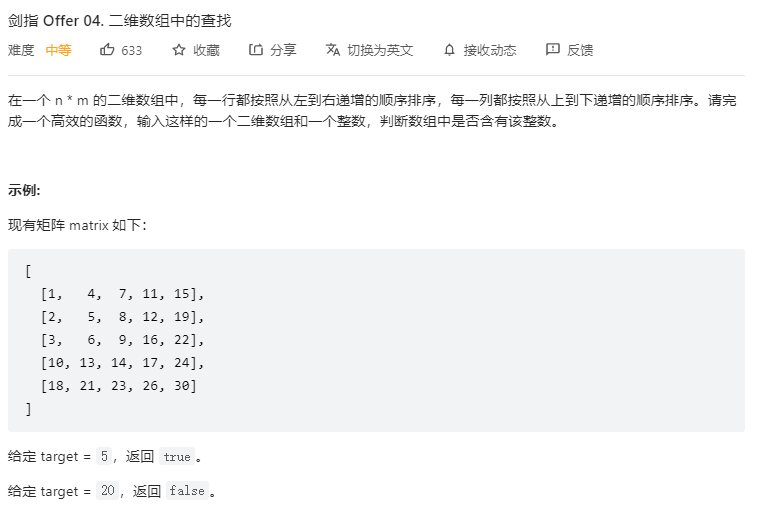 剑指 Offer 04. 二维数组中的查找
难度 中等 633 收藏 分享 切换为英文 接收动态 反馈
在一个 n * m 的二维数组中，每一行都按照从左到右递增的顺序排序，每一列都按照从上到下递增的顺序排序。请完
成一个高效的函数，输入这样的一个二维数组和一个整数，判断数组中是否含有该整数。
示例:
现有矩阵 matrix 如下：
[
  [1,   4,  7, 11, 15],
  [2,   5,  8, 12, 19],
  [3,   6,  9, 16, 22],
  [10, 13, 14, 17, 24],
  [18, 21, 23, 26, 30]
]
给定 target = 5，返回 true。
给定 target = 20，返回 false。